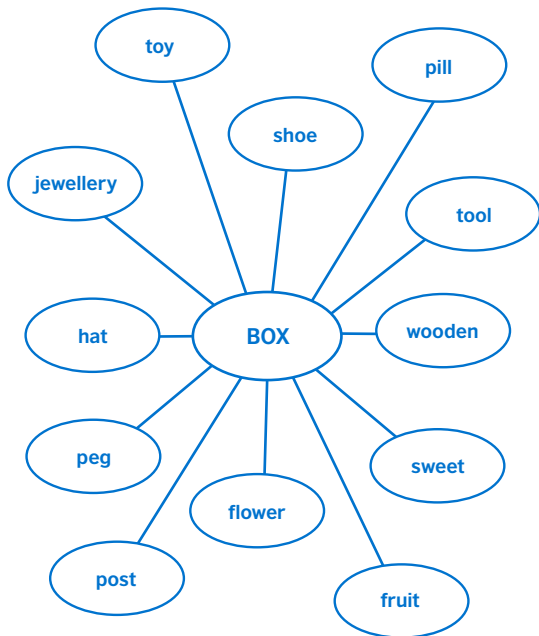 toy
pill
shoe
jewellery
tool
hat
BOX
wooden
peg
sweet
flower
post
fruit